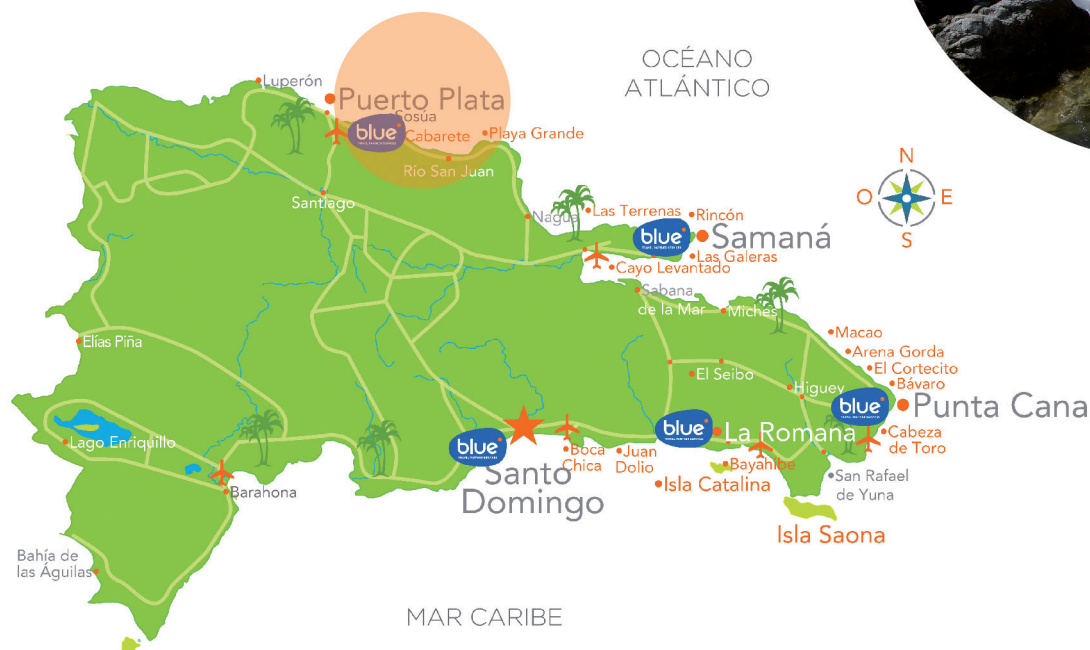 OCÉANO
ATLÁNTICO
Luperón
Puerto Plata
Sosúa
blue
Cabarete
Playa Grande
Río San Juan
Santiago
N
O
E
S
Nagua
Las Terrenas
Rincón
blue
Samaná
Las Galeras
Cayo Levantado
Sabana
de la Mar
Miches
Macao
Elías Piña
Arena Gorda
El Cortecito
El Seibo
Bávaro
Higuey
blue
Punta Cana
Lago Enriquillo
blue
La Romana
Cabeza
de Toro
blue
Boca
Chica
Juan
Dolio
Bayahibe
Santo
Domingo
Isla Catalina
San Rafael
de Yuna
Barahona
Isla Saona
Bahía de
las Águilas
MAR CARIBE